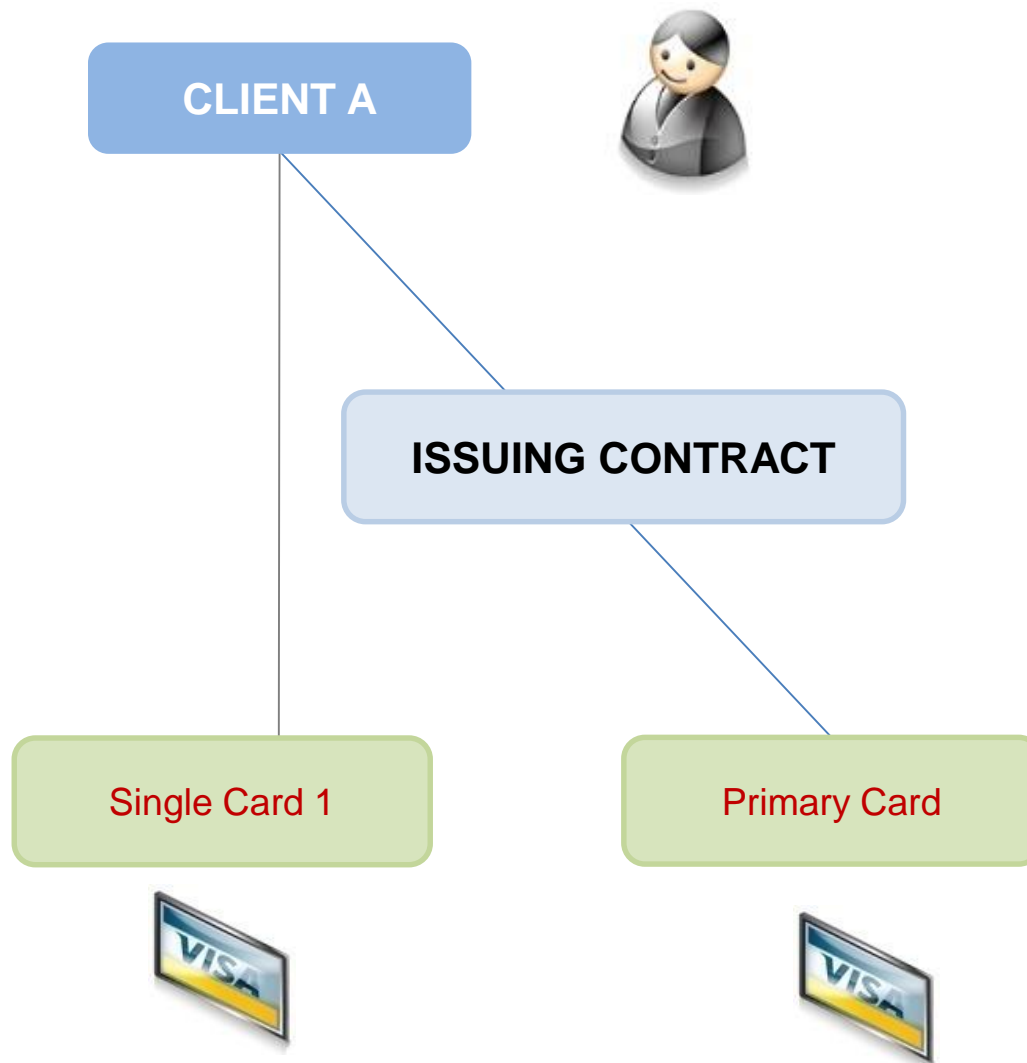 CLIENT A
ISSUING CONTRACT
Single Card 1
Primary Card
VISA
VISA